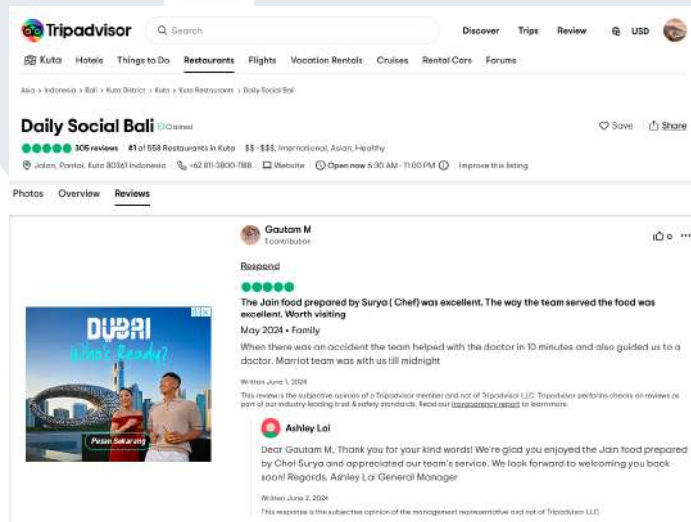 Tripadvisor
Search
Discover Trips Review USD
Kuta Hotels Things to Do Restaurants Flights Vacation Rentals Cruises Rental Cars Forums
Asia > Indonesia > Bali > Kuta District > Kuta > Kuta Restaurants > Daily Social Bali
Daily Social Bali Claimed
Save Share
305 reviews #1 of 558 Restaurants in Kuta $$ - $$$, International, Asian, Healthy
Jalan, Pantai, Kuta 80361 Indonesia Website Open now 6:30 AM - 11:00 PM Improve this listing
Photos Overview Reviews
Gautam M
1 contribution
0 ...
Respond
The Jain food prepared by Surya ( Chef) was excellent. The way the team served the food was
excellent. Worth visiting
May 2024 • Family
When there was an accident the team helped with the doctor in 10 minutes and also guided us to a
doctor. Marriot team was with us till midnight
Written June 1, 2024
This review is the subjective opinion of a Tripadvisor member and not of Tripadvisor LLC. Tripadvisor performs checks on reviews as
part of our industry-leading trust & safety standards. Read our transparency report to learn more.
DUBAI
Who's Ready?
Pesan Sekarang
Ashley Lai
Dear Gautam M, Thank you for your kind words! We're glad you enjoyed the Jain food prepared
by Chef Surya and appreciated our team's service. We look forward to welcoming you back
soon! Regards, Ashley Lai General Manager
Written June 2, 2024
This response is the subjective opinion of the management representative and not of Tripadvisor LLC.